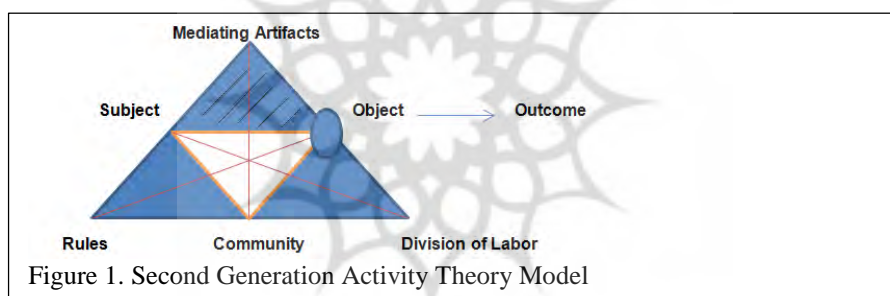 Mediating Artifacts
Subject Object Outcome
Rules Community Division of Labor
Figure 1. Second Generation Activity Theory Model